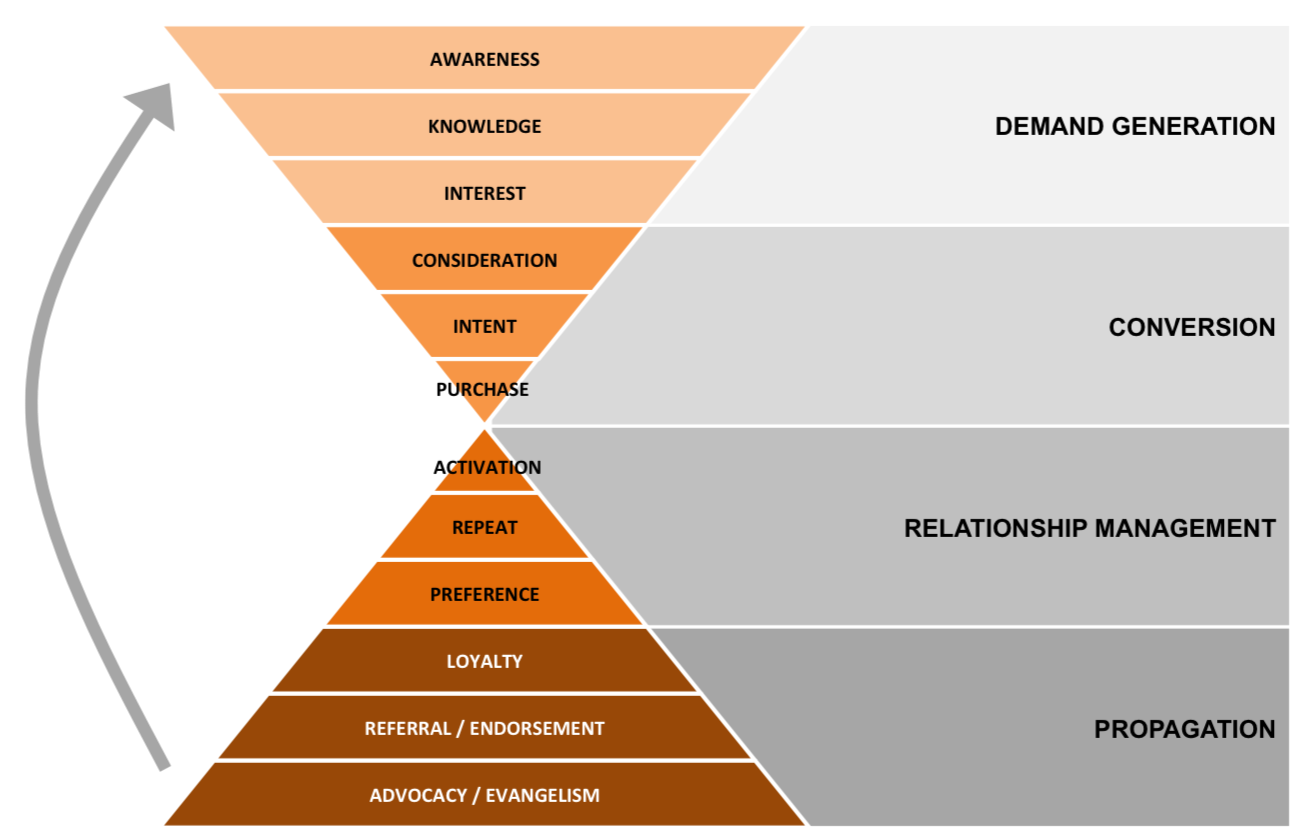 AWARENESS
KNOWLEDGE
DEMAND GENERATION
INTEREST
CONSIDERATION
INTENT
CONVERSION
PURCHASE
ACTIVATION
REPEAT
RELATIONSHIP MANAGEMENT
PREFERENCE
LOYALTY
REFERRAL / ENDORSEMENT
PROPAGATION
ADVOCACY / EVANGELISM